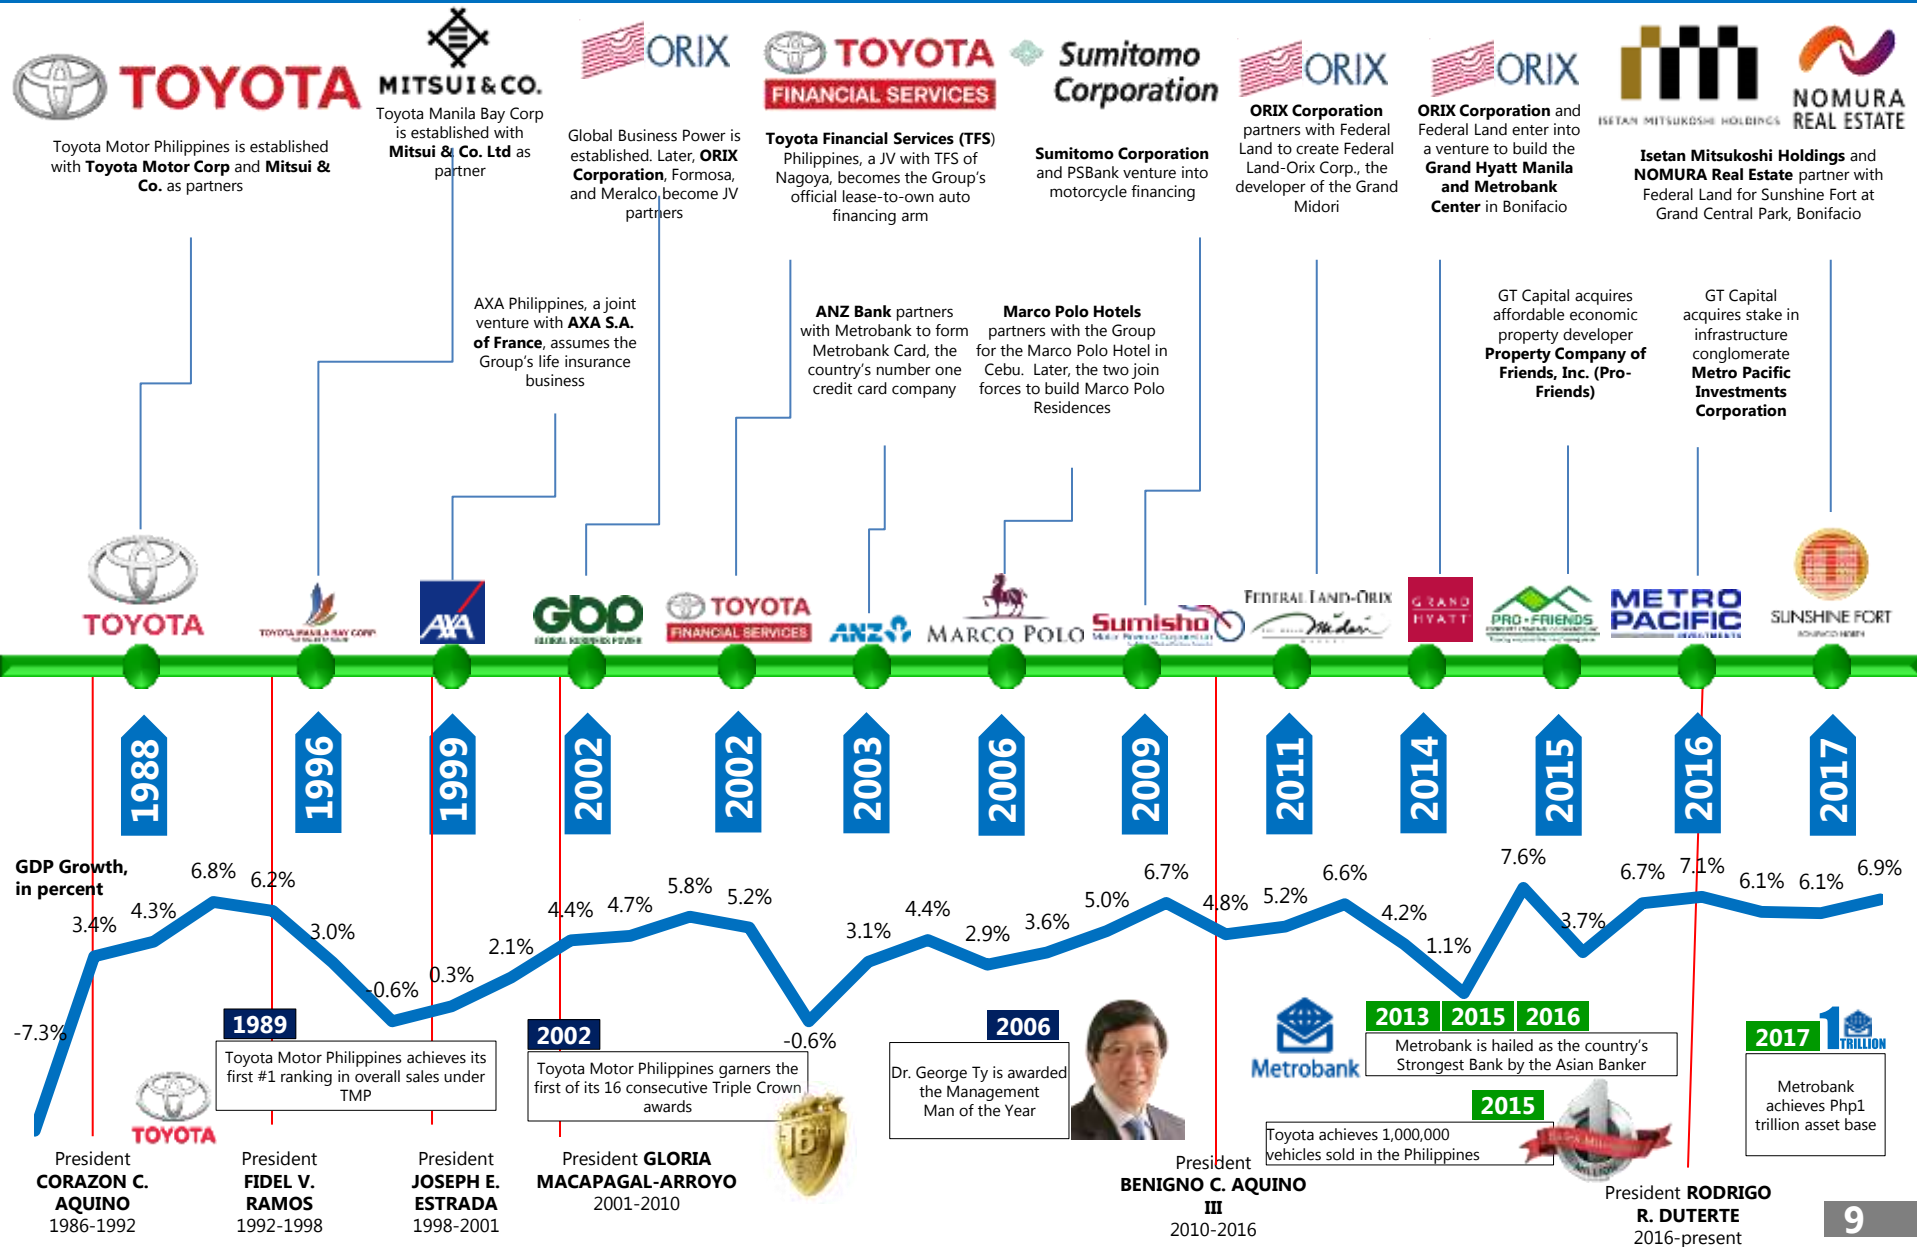 TOYOTA
Toyota Motor Philippines is established
with Toyota Motor Corp and Mitsui &
Co. as partners
MITSUI & CO.
Toyota Manila Bay Corp
is established with
Mitsui & Co. Ltd as
partner
ORIX
Global Business Power is
established. Later, ORIX
Corporation, Formosa,
and Meralco become JV
partners
TOYOTA
FINANCIAL SERVICES
Toyota Financial Services (TFS)
Philippines, a JV with TFS of
Nagoya, becomes the Group's
official lease-to-own auto
financing arm
Sumitomo
Corporation
Sumitomo Corporation
and PSBank venture into
motorcycle financing
ORIX
ORIX Corporation
partners with Federal
Land to create Federal
Land-Orix Corp., the
developer of the Grand
Midori
ORIX
ORIX Corporation and
Federal Land enter into
a venture to build the
Grand Hyatt Manila
and Metrobank
Center in Bonifacio
ISETAN MITSUKOSHI HOLDINGS
NOMURA
REAL ESTATE
Isetan Mitsukoshi Holdings and
NOMURA Real Estate partner with
Federal Land for Sunshine Fort at
Grand Central Park, Bonifacio
AXA Philippines, a joint
venture with AXA S.A.
of France, assumes the
Group's life insurance
business
ANZ Bank partners
with Metrobank to form
Metrobank Card, the
country's number one
credit card company
Marco Polo Hotels
partners with the Group
for the Marco Polo Hotel in
Cebu. Later, the two join
forces to build Marco Polo
Residences
GT Capital acquires
affordable economic
property developer
Property Company of
Friends, Inc. (Pro-
Friends)
GT Capital
acquires stake in
infrastructure
conglomerate
Metro Pacific
Investments
Corporation
TOYOTA
TOYOTA MANILA BAY CORP
AXA
GBP
GLOBAL BUSINESS POWER
TOYOTA
FINANCIAL SERVICES
ANZ
MARCO POLO
Sumisho
Motor Finance Corporation
FEDERAL LAND-ORIX
Midori
GRAND
HYATT
PRO-FRIENDS
METRO
PACIFIC
INVESTMENTS
SUNSHINE FORT
BONIFACIO NORTH
1988
1996
1999
2002
2002
2003
2006
2009
2011
2014
2015
2016
2017
GDP Growth,
in percent
-7.3%
3.4%
4.3%
6.8%
6.2%
3.0%
-0.6%
0.3%
2.1%
4.4%
4.7%
5.8%
5.2%
-0.6%
3.1%
4.4%
2.9%
3.6%
5.0%
6.7%
4.8%
5.2%
6.6%
4.2%
1.1%
7.6%
3.7%
6.7%
7.1%
6.1%
6.1%
6.9%
1989
Toyota Motor Philippines achieves its
first #1 ranking in overall sales under
TMP
TOYOTA
2002
Toyota Motor Philippines garners the
first of its 16 consecutive Triple Crown
awards
16
2006
Dr. George Ty is awarded
the Management
Man of the Year
Metrobank
2013 2015 2016
Metrobank is hailed as the country's
Strongest Bank by the Asian Banker
2015
Toyota achieves 1,000,000
vehicles sold in the Philippines
1
MILLION
2017
1
TRILLION
Metrobank
achieves Php1
trillion asset base
President
CORAZON C.
AQUINO
1986-1992
President
FIDEL V.
RAMOS
1992-1998
President
JOSEPH E.
ESTRADA
1998-2001
President GLORIA
MACAPAGAL-ARROYO
2001-2010
President
BENIGNO C. AQUINO
III
2010-2016
President RODRIGO
R. DUTERTE
2016-present
9